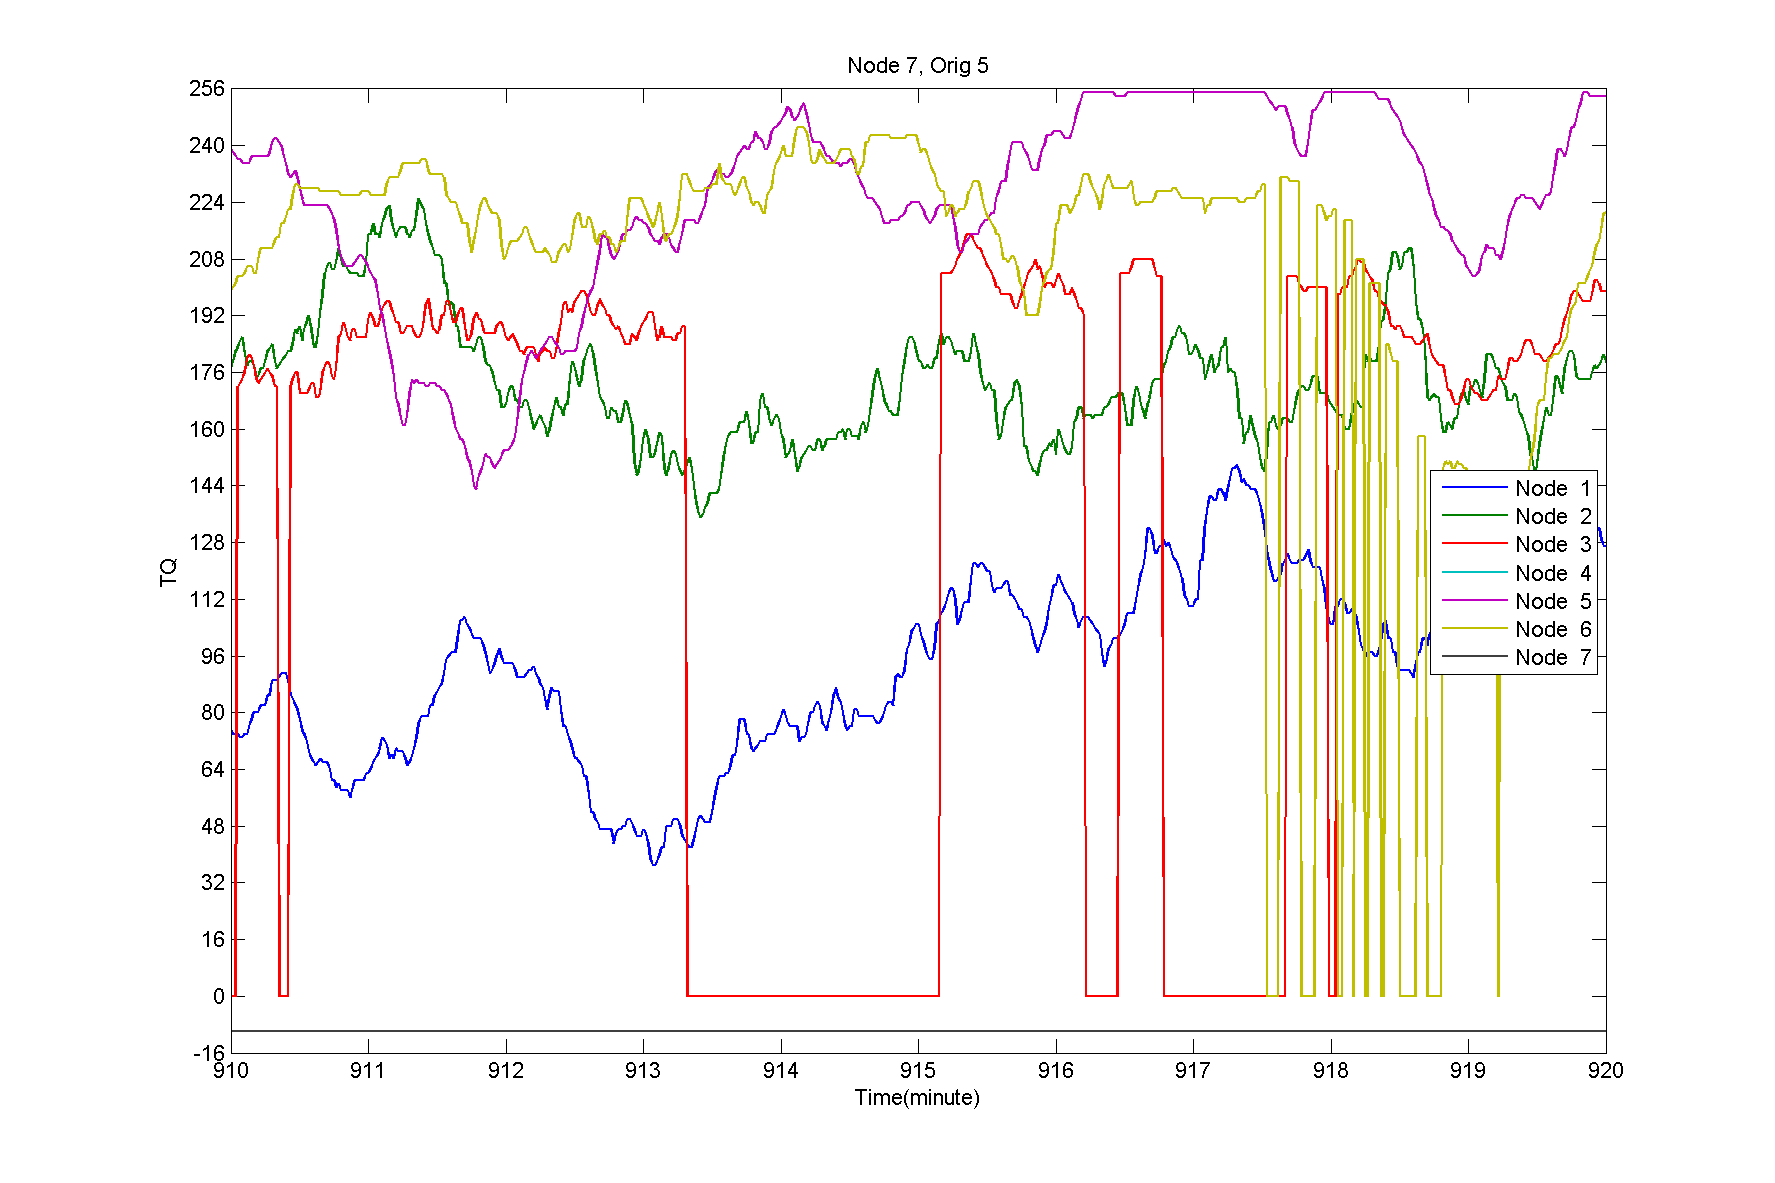 Node 7, Orig 5
256
240
224
208
192
176
160
144
128
112
96
80
64
48
32
16
0
-16
TQ
910 911 912 913 914 915 916 917 918 919 920
Time(minute)
Node 1
Node 2
Node 3
Node 4
Node 5
Node 6
Node 7